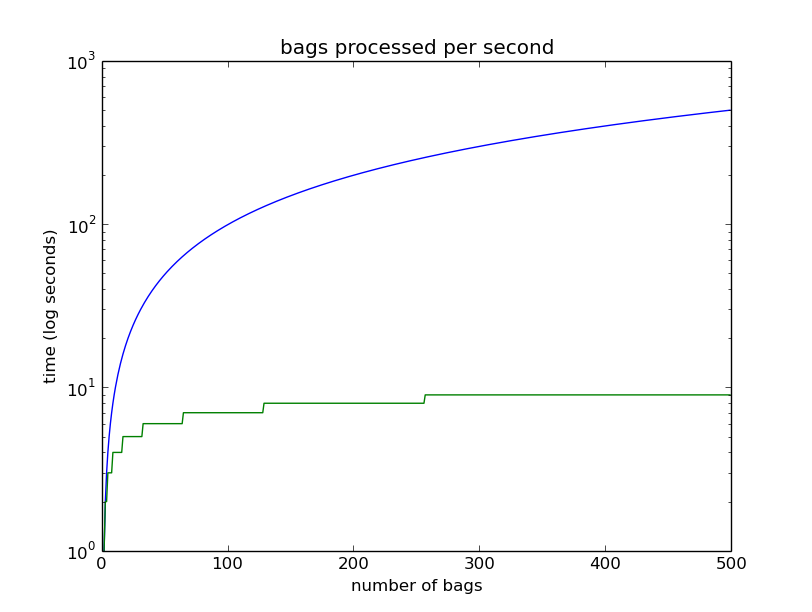 bags processed per second
10³
10²
10¹
10⁰
time (log seconds)
0 100 200 300 400 500
number of bags